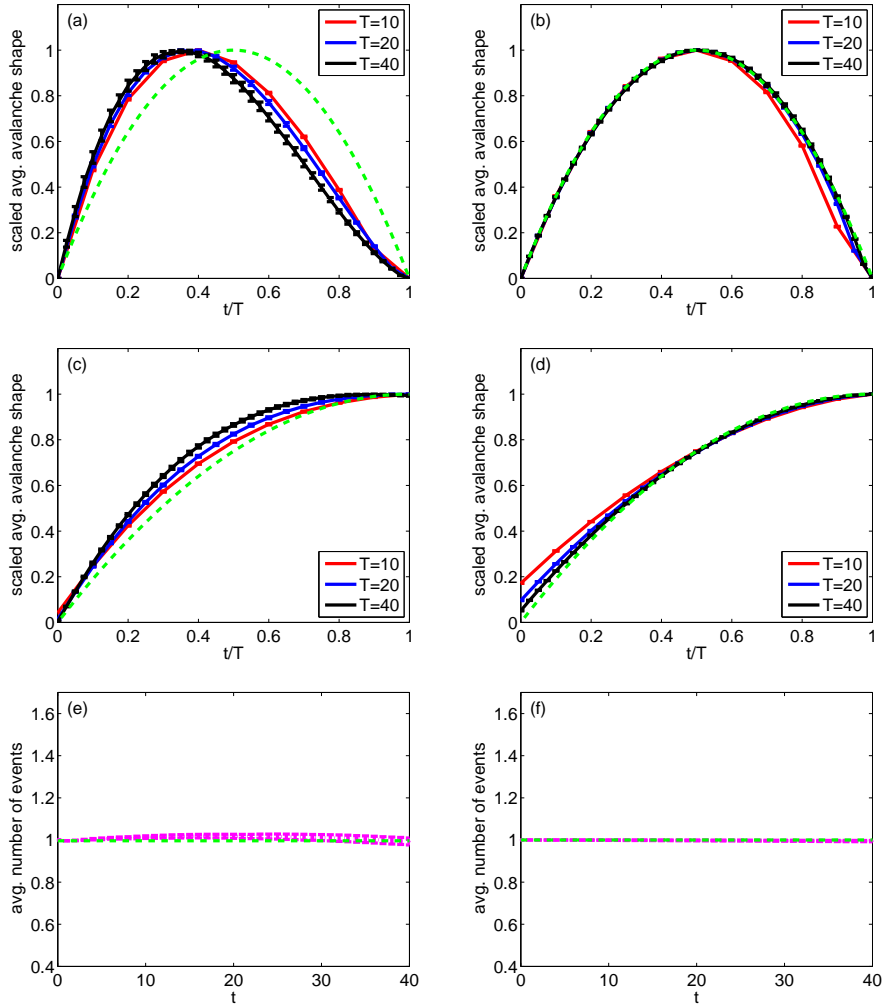 (a)
T=10
T=20
T=40
scaled avg. avalanche shape
1
0.8
0.6
0.4
0.2
0
0 0.2 0.4 0.6 0.8 1
t/T
(b)
T=10
T=20
T=40
scaled avg. avalanche shape
1
0.8
0.6
0.4
0.2
0
0 0.2 0.4 0.6 0.8 1
t/T
(c)
T=10
T=20
T=40
scaled avg. avalanche shape
1
0.8
0.6
0.4
0.2
0
0 0.2 0.4 0.6 0.8 1
t/T
(d)
T=10
T=20
T=40
scaled avg. avalanche shape
1
0.8
0.6
0.4
0.2
0
0 0.2 0.4 0.6 0.8 1
t/T
(e)
avg. number of events
1.6
1.4
1.2
1
0.8
0.6
0.4
0 10 20 30 40
t
(f)
avg. number of events
1.6
1.4
1.2
1
0.8
0.6
0.4
0 10 20 30 40
t